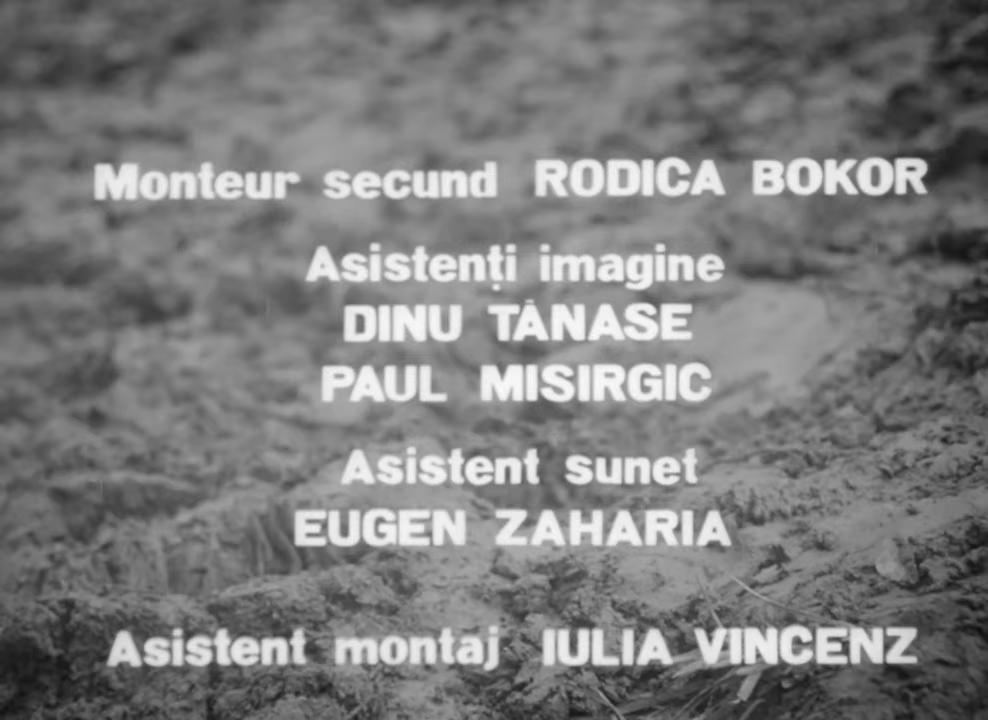 Monteur secund RODICA BOKOR
Asistenți imagine
DINU TĂNASE
PAUL MISIRGIC
Asistent sunet
EUGEN ZAHARIA
Asistent montaj IULIA VINCENZ